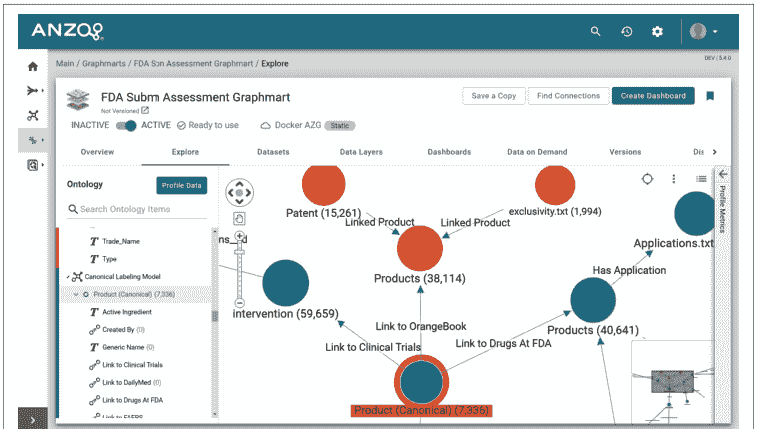 ANZO
Main / Graphmarts / FDA Subm Assessment Graphmart / Explore
DEV | 5.4.0
FDA Subm Assessment Graphmart
Not Versioned
Save a Copy
Find Connections
Create Dashboard
INACTIVE ACTIVE Ready to use Docker AZG Static
Overview Explore Datasets Data Layers Dashboards Data on Demand Versions Dis
Ontology
Profile Data
Search Ontology Items
Trade_Name
Type
Canonical Labeling Model
Product (Canonical) (7,336)
Active Ingredient
Created By (0)
Generic Name (0)
Link to Clinical Trials
Link to DailyMed (0)
Link to Drugs At FDA
Link to FAERS
Patent (15,261)
Linked Product
Linked Product
exclusivity.txt (1,994)
Products (38,114)
Applications.txt
Has Application
intervention (59,659)
Products (40,641)
Link to OrangeBook
Link to Clinical Trials
Link to Drugs At FDA
Product (Canonical) (7,336)
Profile Metrics